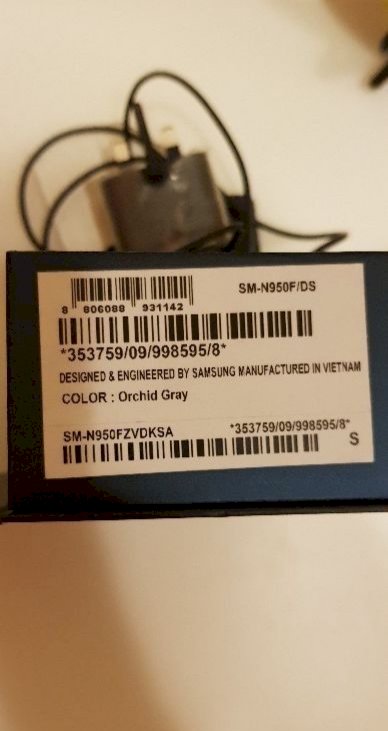 SM-N950F/DS
8 806088 931142
*353759/09/998595/8*
DESIGNED & ENGINEERED BY SAMSUNG MANUFACTURED IN VIETNAM
COLOR : Orchid Gray
SM-N950FZVDKSA *353759/09/998595/8*
S